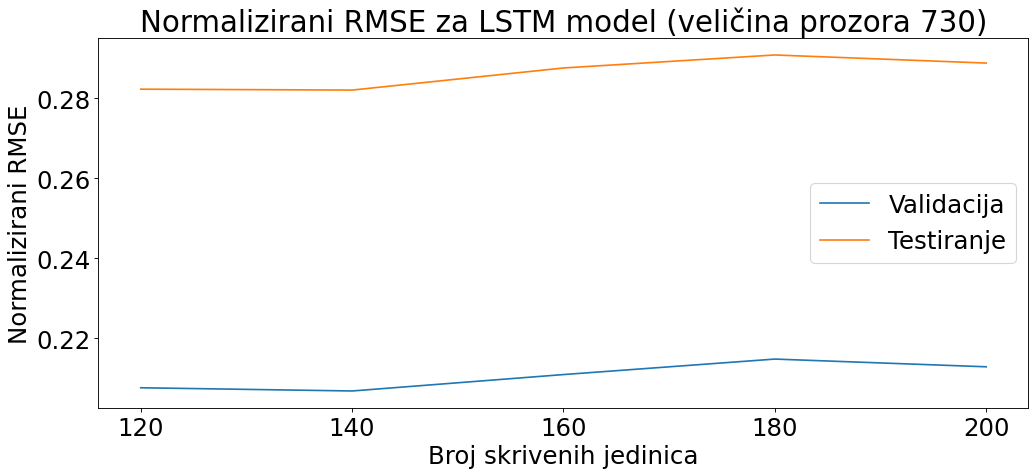 Normalizirani RMSE za LSTM model (veličina prozora 730)
Normalizirani RMSE
0.28
0.26
0.24
0.22
Validacija
Testiranje
120 140 160 180 200
Broj skrivenih jedinica